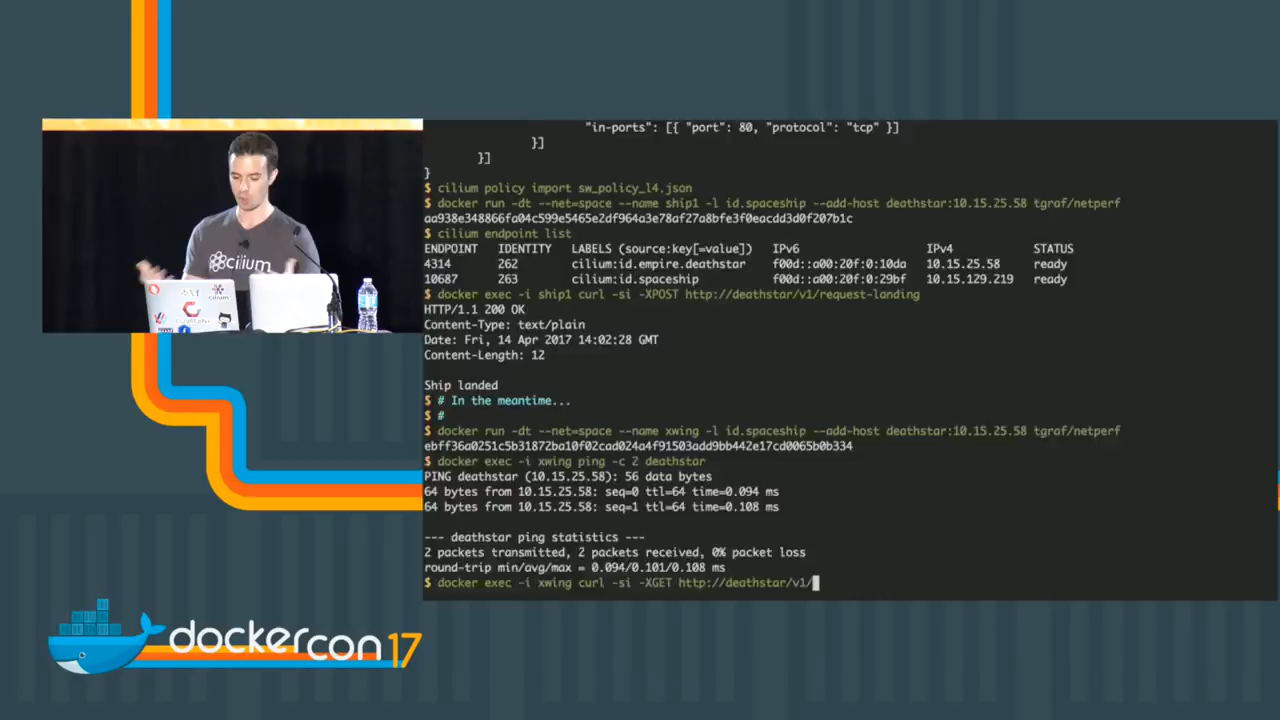 "in-ports": [{ "port": 80, "protocol": "tcp" }]
}]
}]
}
$ cilium policy import sw_policy_l4.json
$ docker run -dt --net=space --name ship1 -l id.spaceship --add-host deathstar:10.15.25.58 tgraf/netperf
aa938e348866fa04c599e5465e2df964a3e78af27a8bfe3f0eacdd3d0f207b1c
$ cilium endpoint list
ENDPOINT IDENTITY LABELS (source:key[=value]) IPv6 IPv4 STATUS
4314 262 cilium:id.empire.deathstar f00d::a00:20f:0:10da 10.15.25.58 ready
10687 263 cilium:id.spaceship f00d::a00:20f:0:29bf 10.15.129.219 ready
$ docker exec -i ship1 curl -si -XPOST http://deathstar/v1/request-landing
HTTP/1.1 200 OK
Content-Type: text/plain
Date: Fri, 14 Apr 2017 14:02:28 GMT
Content-Length: 12
Ship landed
$ # In the meantime...
$ #
$ docker run -dt --net=space --name xwing -l id.spaceship --add-host deathstar:10.15.25.58 tgraf/netperf
ebff36a0251c5b31872ba10f02cad024a4f91503add9bb442e17cd0065b0b334
$ docker exec -i xwing ping -c 2 deathstar
PING deathstar (10.15.25.58): 56 data bytes
64 bytes from 10.15.25.58: seq=0 ttl=64 time=0.094 ms
64 bytes from 10.15.25.58: seq=1 ttl=64 time=0.108 ms
--- deathstar ping statistics ---
2 packets transmitted, 2 packets received, 0% packet loss
round-trip min/avg/max = 0.094/0.101/0.108 ms
$ docker exec -i xwing curl -si -XGET http://deathstar/v1/
cilium
dockercon 17